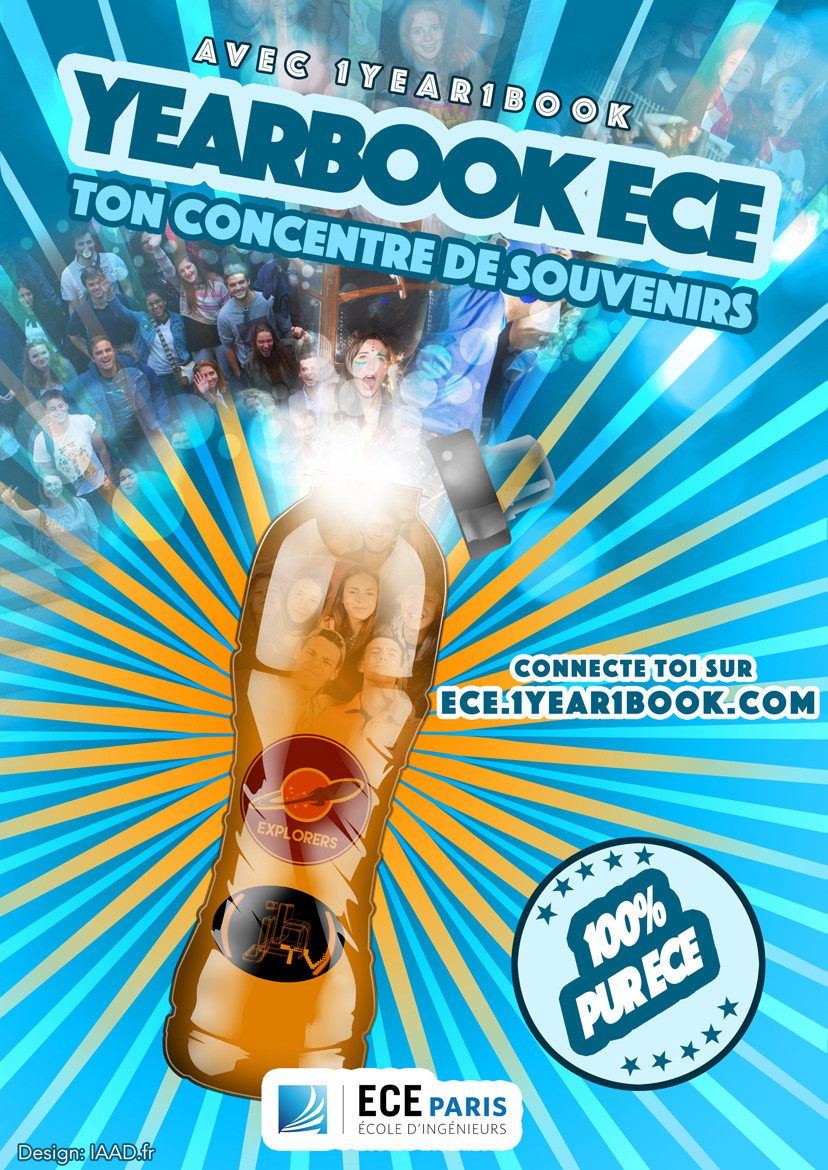 AVEC 1YEAR1BOOK
YEARBOOK ECE
TON CONCENTRE DE SOUVENIRS
CONNECTE TOI SUR
ECE.1YEAR1BOOK.COM
EXPLORERS
100%
PUR ECE
ECE PARIS
ÉCOLE D'INGÉNIEURS
Design: IAAD.fr